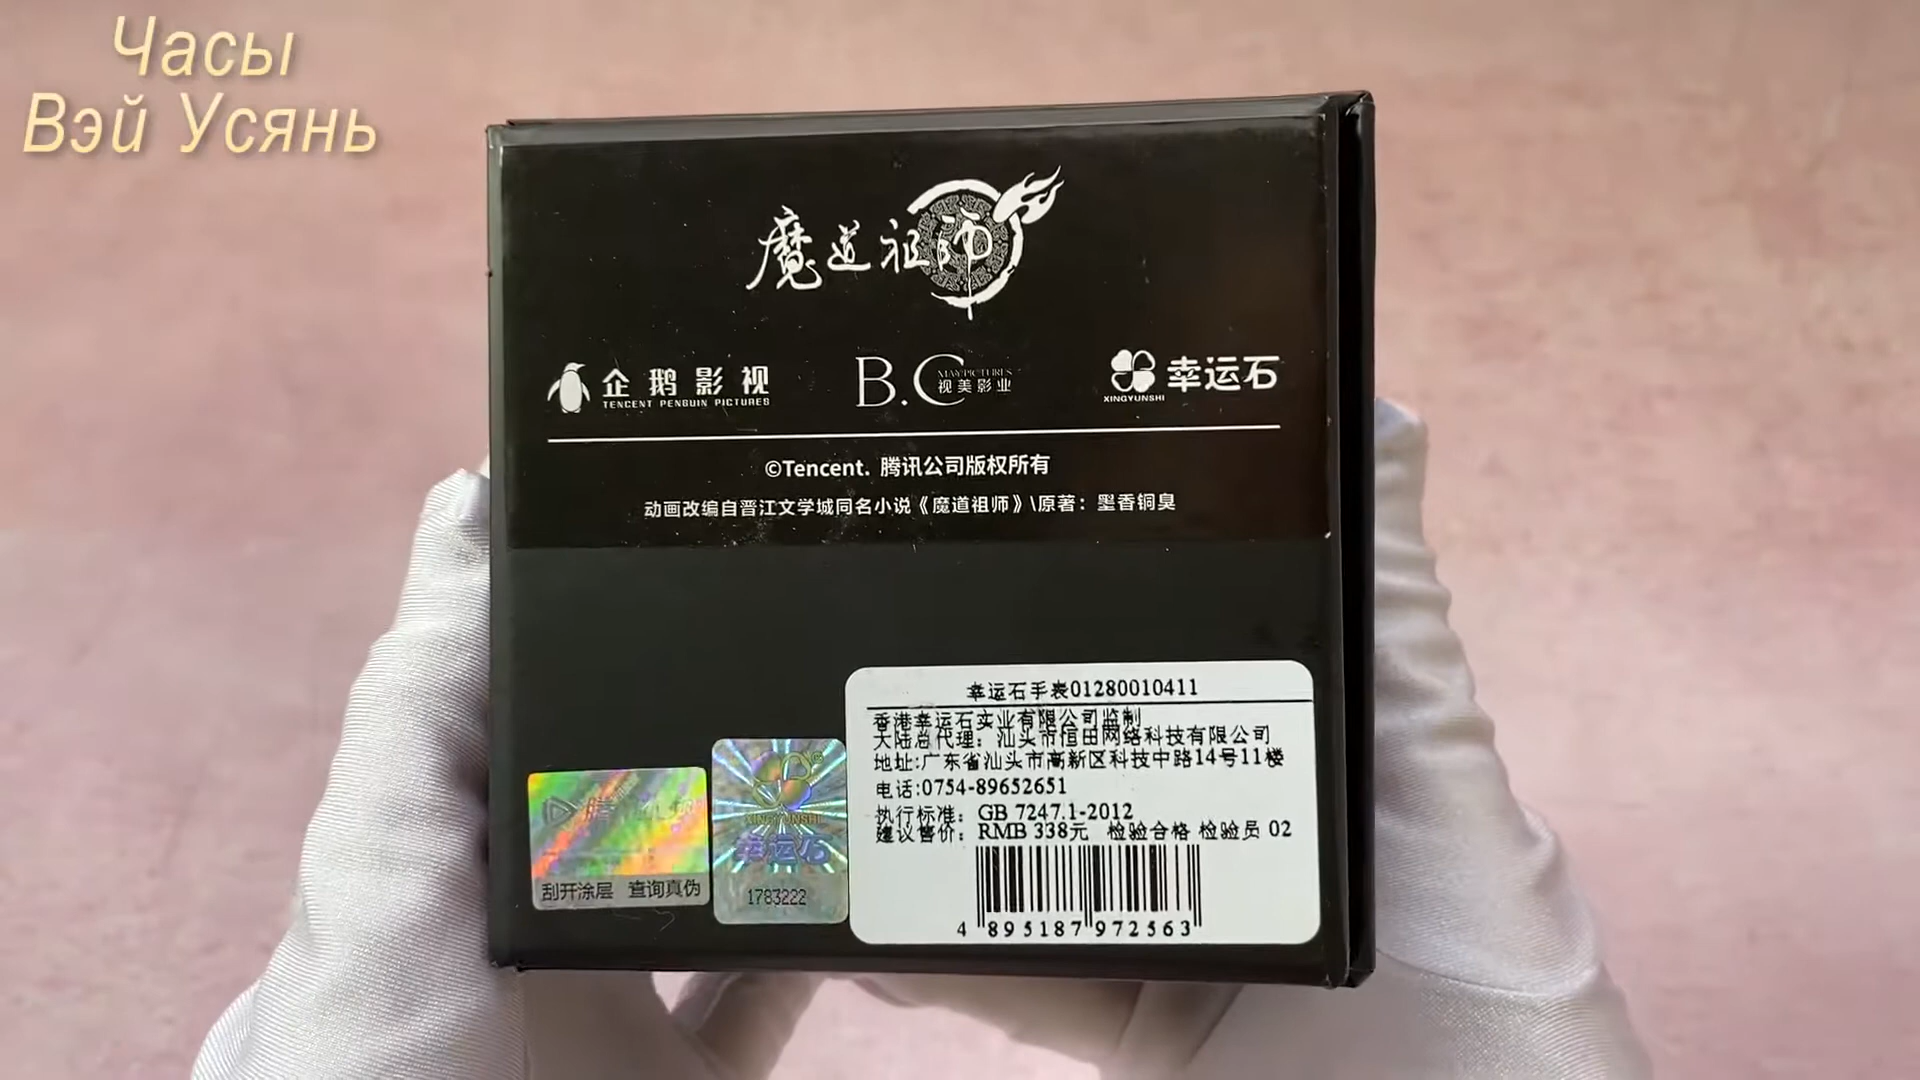 Часы
Вэй Усянь
魔道祖师
企鹅影视
TENCENT PENGUIN PICTURES
B.C MAY PICTURES
视美影业
幸运石
XINGYUNSHI
©Tencent. 腾讯公司版权所有
动画改编自晋江文学城同名小说《魔道祖师》\原著：墨香铜臭
幸运石手表01280010411
香港幸运石实业有限公司监制
大陆总代理：汕头市恒田网络科技有限公司
地址:广东省汕头市高新区科技中路14号11楼
电话:0754-89652651
执行标准：GB 7247.1-2012
建议售价：RMB 338元 检验合格 检验员 02
4 895187 972563
XINGYUNSHI
幸运石
1783222
刮开涂层 查询真伪